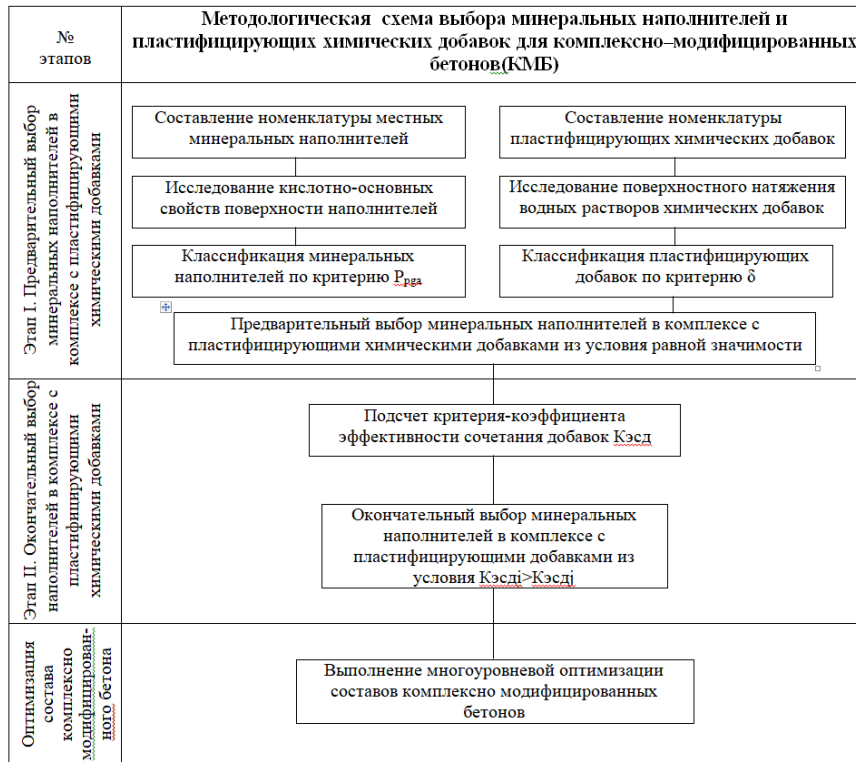 №
этапов
Методологическая схема выбора минеральных наполнителей и
пластифицирующих химических добавок для комплексно–модифицированных
бетонов(КМБ)
Этап I. Предварительный выбор
минеральных наполнителей в
комплексе с пластифицирующими
химическими добавками
Составление номенклатуры местных
минеральных наполнителей
Составление номенклатуры
пластифицирующих химических добавок
Исследование кислотно-основных
свойств поверхности наполнителей
Исследование поверхностного натяжения
водных растворов химических добавок
Классификация минеральных
наполнителей по критерию Рpga
Классификация пластифицирующих
добавок по критерию δ
Предварительный выбор минеральных наполнителей в комплексе с
пластифицирующими химическими добавками из условия равной значимости
Этап II. Окончательный выбор
наполнителей в комплексе с
пластифицирующими
химическими добавками
Подсчет критерия-коэффициента
эффективности сочетания добавок Кэсд
Окончательный выбор минеральных
наполнителей в комплексе с
пластифицирующими добавками из
условия Кэсдi>Кэсдj
Оптимизация
состава
комплексно
модифицирован-
ного бетона
Выполнение многоуровневой оптимизации
составов комплексно модифицированных
бетонов